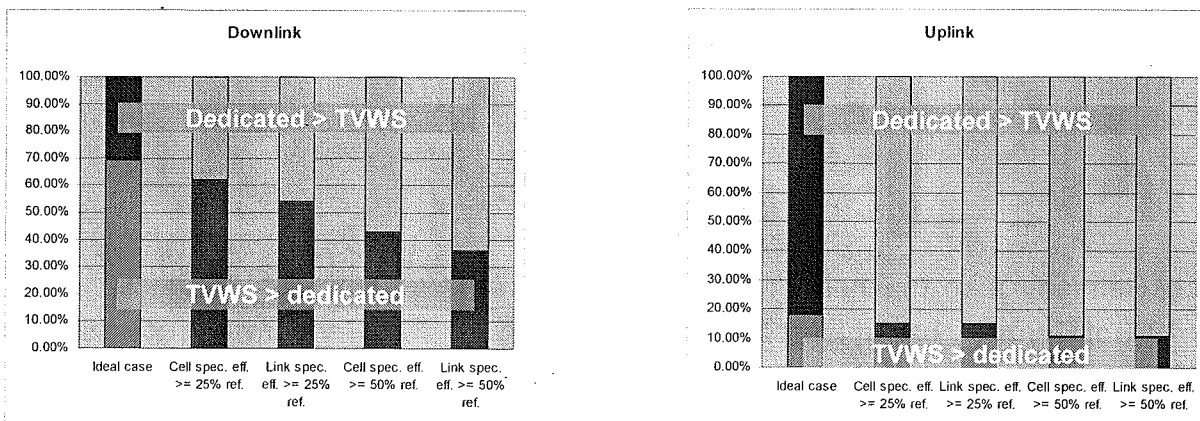 Downlink
100,00%
90.00%
80.00%
70.00%
60.00%
50.00%
40.00%
30.00%
20.00%
10.00%
0.00%
Dedicated > TVWS
TVWS > dedicated
Ideal case
Cell spec. eff.
>= 25% ref.
Link spec.
eff. >= 25%
ref.
Cell spec. eff.
>= 50% ref.
Link spec.
eff. >= 50%
ref.
Uplink
100.00%
90.00%
80.00%
70.00%
60.00%
50.00%
40.00%
30.00%
20.00%
10.00%
0.00%
Dedicated > TVWS
TVWS > dedicated
Ideal case
Cell spec. eff.
>= 25% ref.
Link spec. eff.
>= 25% ref.
Cell spec. eff.
>= 50% ref.
Link spec. eff.
>= 50% ref.